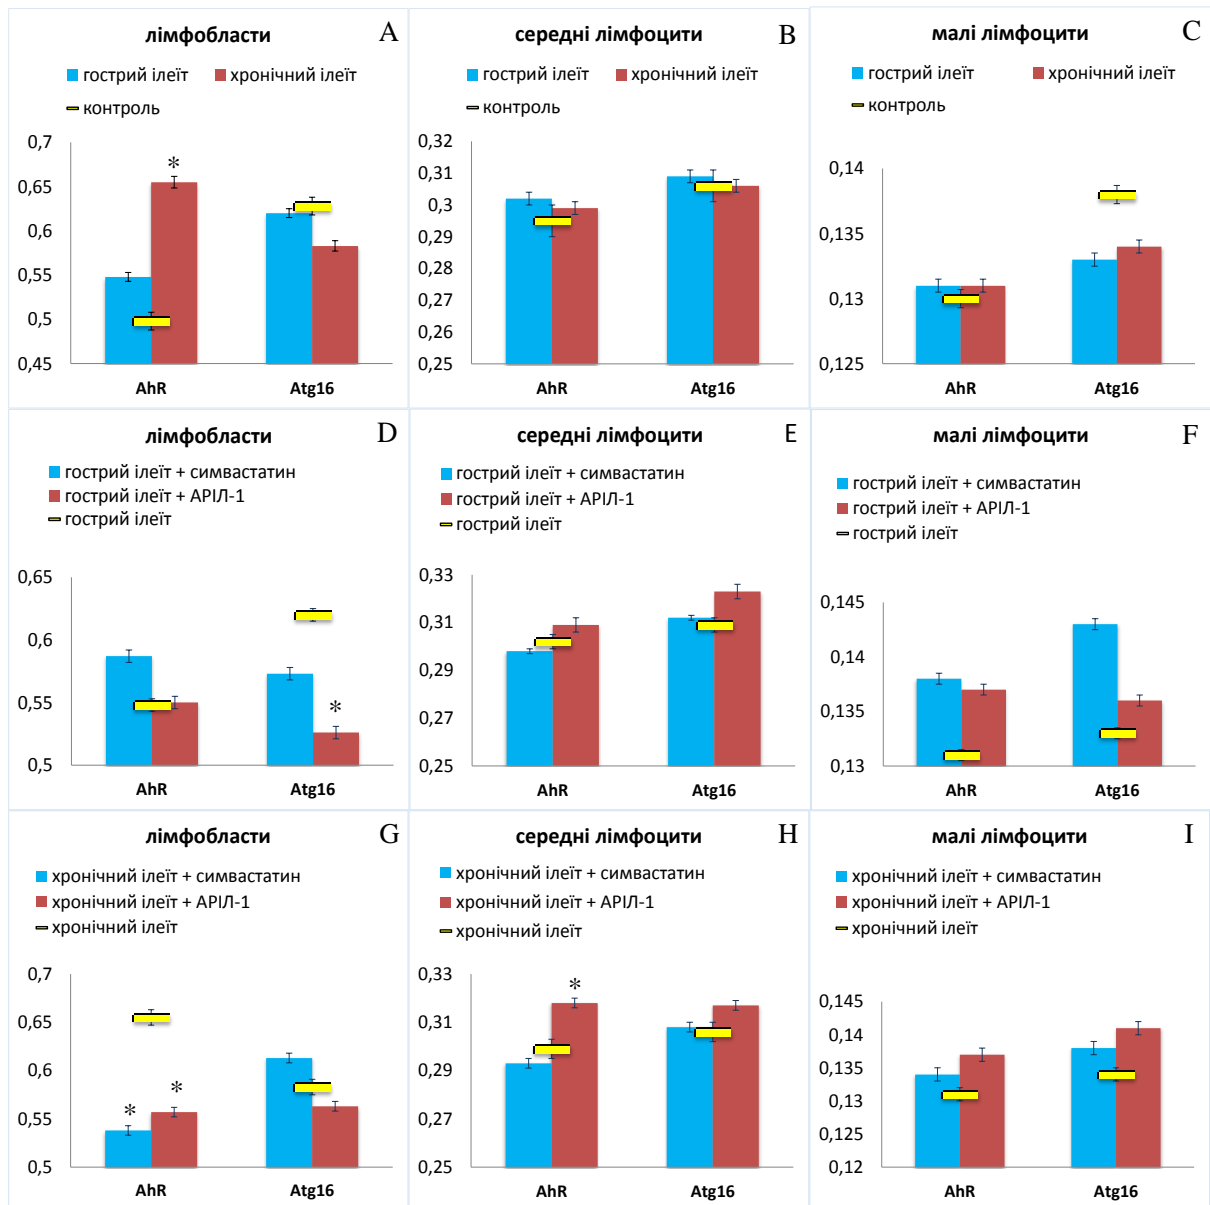 лімфобласти A
гострий ілеїт хронічний ілеїт
контроль
0,7
0,65
0,6
0,55
0,5
0,45
*
AhR Atg16
середні лімфоцити B
гострий ілеїт хронічний ілеїт
контроль
0,32
0,31
0,3
0,29
0,28
0,27
0,26
0,25
AhR Atg16
малі лімфоцити C
гострий ілеїт хронічний ілеїт
контроль
0,14
0,135
0,130
0,125
AhR Atg16
лімфобласти D
гострий ілеїт + симвастатин
гострий ілеїт + АРІЛ-1
гострий ілеїт
0,65
0,6
0,55
0,5
*
AhR Atg16
середні лімфоцити E
гострий ілеїт + симвастатин
гострий ілеїт + АРІЛ-1
гострий ілеїт
0,33
0,31
0,29
0,27
0,25
AhR Atg16
малі лімфоцити F
гострий ілеїт + симвастатин
гострий ілеїт + АРІЛ-1
гострий ілеїт
0,145
0,14
0,135
0,13
AhR Atg16
лімфобласти G
хронічний ілеїт + симвастатин
хронічний ілеїт + АРІЛ-1
хронічний ілеїт
0,7
0,65
0,6
0,55
0,5
* *
AhR Atg16
середні лімфоцити H
хронічний ілеїт + симвастатин
хронічний ілеїт + АРІЛ-1
хронічний ілеїт
0,33
0,31
0,29
0,27
0,25
*
AhR Atg16
малі лімфоцити I
хронічний ілеїт + симвастатин
хронічний ілеїт + АРІЛ-1
хронічний ілеїт
0,145
0,14
0,135
0,13
0,125
0,12
AhR Atg16